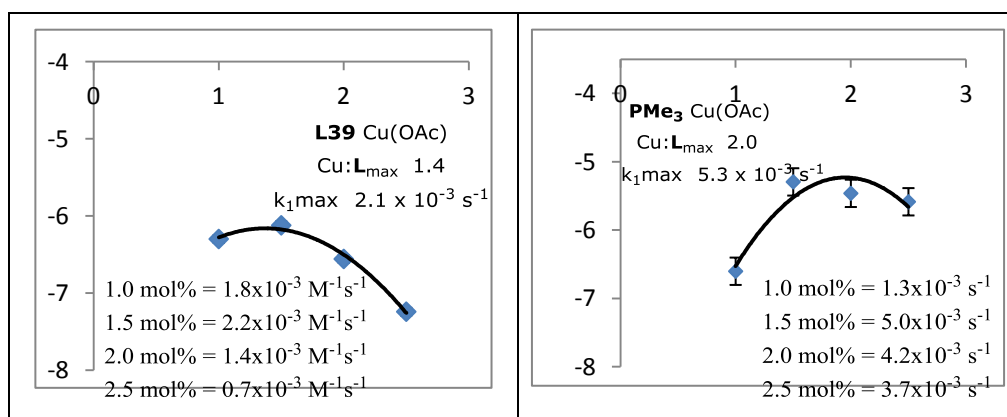 -4
0
1
2
3
-5
L39 Cu(OAc)
Cu:Lmax 1.4
k1max 2.1 x 10-3 s-1
-6
-7
1.0 mol% = 1.8x10-3 M-1s-1
1.5 mol% = 2.2x10-3 M-1s-1
2.0 mol% = 1.4x10-3 M-1s-1
-8
2.5 mol% = 0.7x10-3 M-1s-1
-4
0
1
2
3
PMe3 Cu(OAc)
Cu:Lmax 2.0
-5
k1max 5.3 x 10-3 s-1
-6
-7
1.0 mol% = 1.3x10-3 s-1
1.5 mol% = 5.0x10-3 s-1
2.0 mol% = 4.2x10-3 s-1
-8
2.5 mol% = 3.7x10-3 s-1